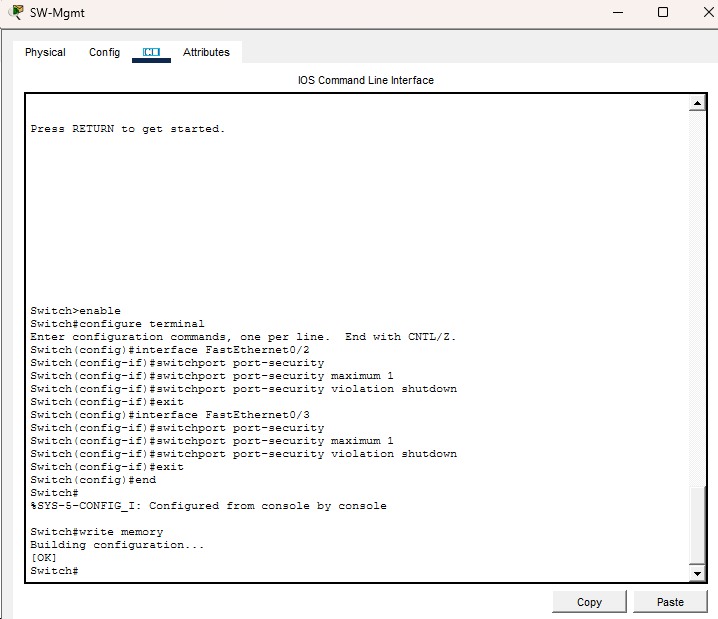 SW-Mgmt
Physical Config CLI Attributes
IOS Command Line Interface
Press RETURN to get started.
Switch>enable
Switch#configure terminal
Enter configuration commands, one per line.  End with CNTL/Z.
Switch(config)#interface FastEthernet0/2
Switch(config-if)#switchport port-security
Switch(config-if)#switchport port-security maximum 1
Switch(config-if)#switchport port-security violation shutdown
Switch(config-if)#exit
Switch(config)#interface FastEthernet0/3
Switch(config-if)#switchport port-security
Switch(config-if)#switchport port-security maximum 1
Switch(config-if)#switchport port-security violation shutdown
Switch(config-if)#exit
Switch(config)#end
Switch#
%SYS-5-CONFIG_I: Configured from console by console
Switch#write memory
Building configuration...
[OK]
Switch#
Copy Paste